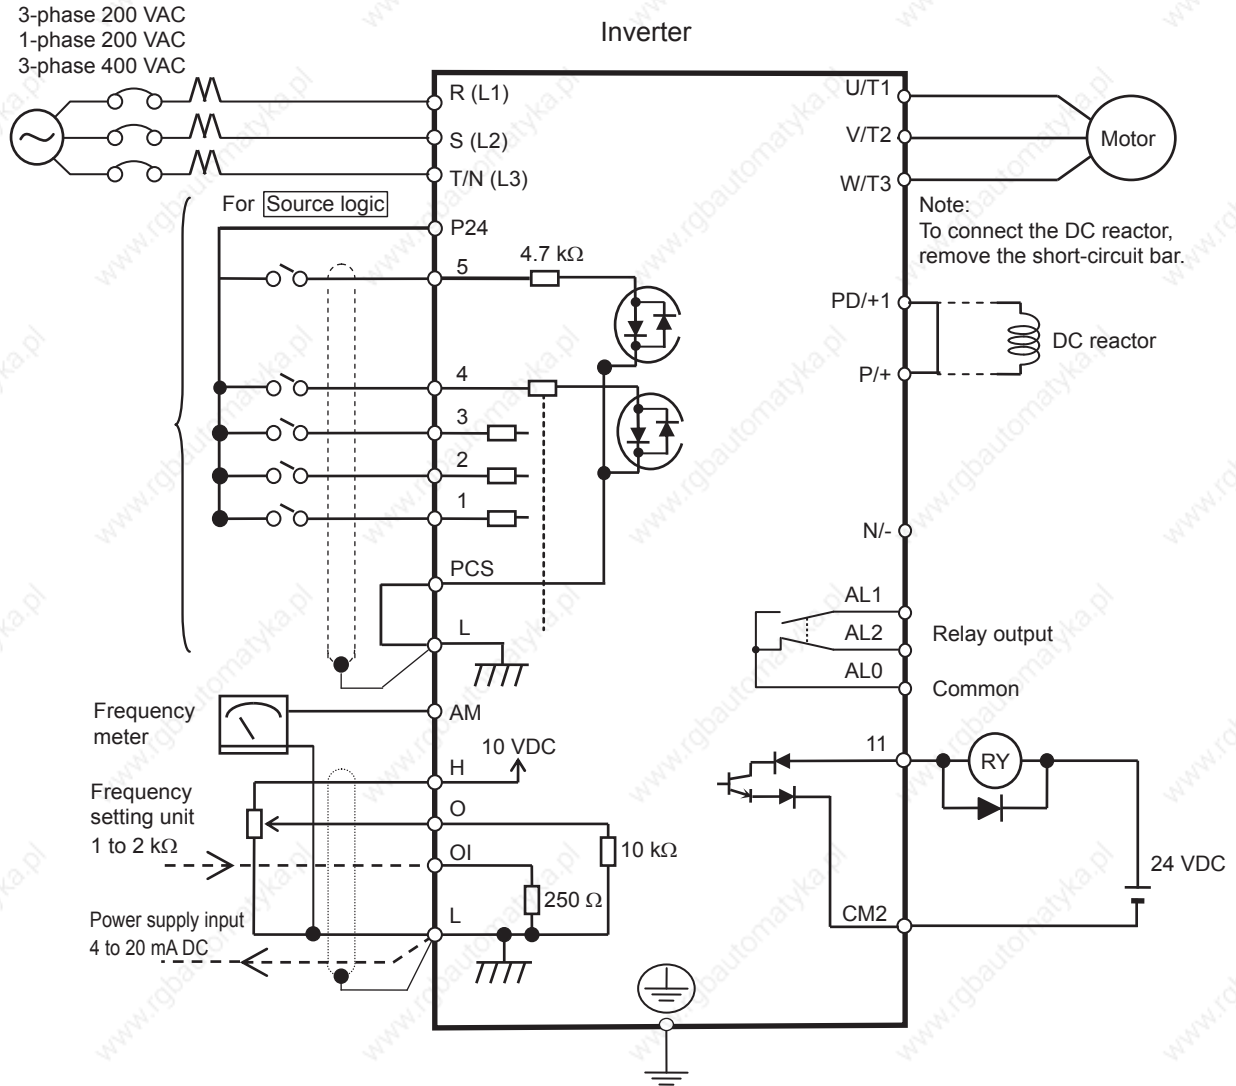 3-phase 200 VAC
1-phase 200 VAC
3-phase 400 VAC
Inverter
R (L1)
S (L2)
T/N (L3)
U/T1
V/T2
W/T3
Motor
For Source logic
P24
5
4.7 kΩ
4
3
2
1
PCS
L
Note:
To connect the DC reactor,
remove the short-circuit bar.
PD/+1
P/+
DC reactor
N/-
AL1
AL2
AL0
Relay output
Common
Frequency
meter
AM
H
10 VDC
Frequency
setting unit
1 to 2 kΩ
O
OI
10 kΩ
250 Ω
Power supply input
4 to 20 mA DC
L
11
RY
24 VDC
CM2
www.rgbautomatyka.pl